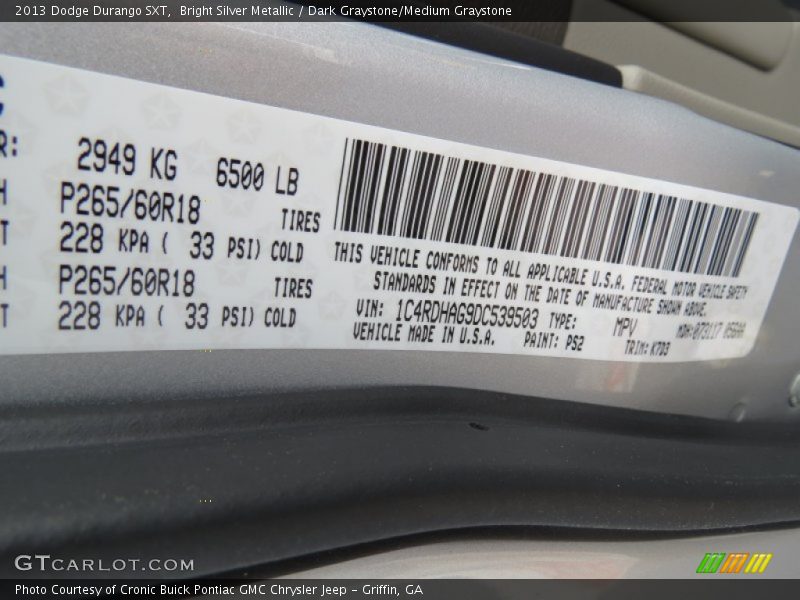 2013 Dodge Durango SXT, Bright Silver Metallic / Dark Graystone/Medium Graystone
2949 KG 6500 LB
P265/60R18 TIRES
228 KPA ( 33 PSI) COLD
P265/60R18 TIRES
228 KPA ( 33 PSI) COLD
THIS VEHICLE CONFORMS TO ALL APPLICABLE U.S.A. FEDERAL MOTOR VEHICLE SAFETY
STANDARDS IN EFFECT ON THE DATE OF MANUFACTURE SHOWN ABOVE.
VIN: 1C4RDHAG9DC539503 TYPE: MPV
VEHICLE MADE IN U.S.A. PAINT: PS2 TRIM: K7D3
GTCARLOT.COM
Photo Courtesy of Cronic Buick Pontiac GMC Chrysler Jeep - Griffin, GA